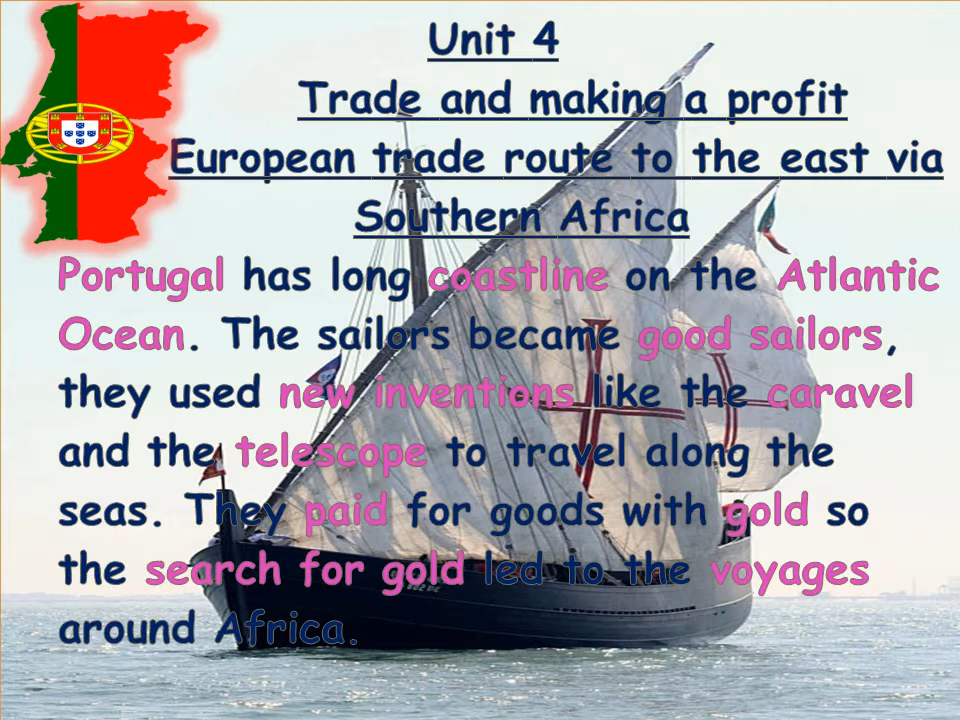 Unit 4
Trade and making a profit
European trade route to the east via
Southern Africa
Portugal has long coastline on the Atlantic
Ocean. The sailors became good sailors,
they used new inventions like the caravel
and the telescope to travel along the
seas. They paid for goods with gold so
the search for gold led to the voyages
around Africa.